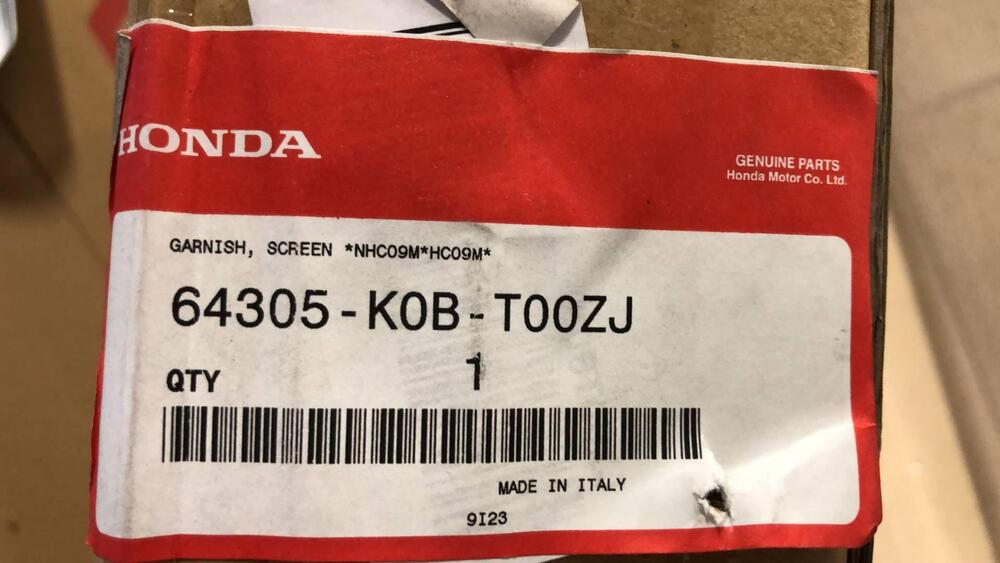 HONDA
GENUINE PARTS
Honda Motor Co. Ltd.
GARNISH, SCREEN *NHC09M*HC09M*
64305-K0B-T00ZJ
QTY 1
MADE IN ITALY
9I23